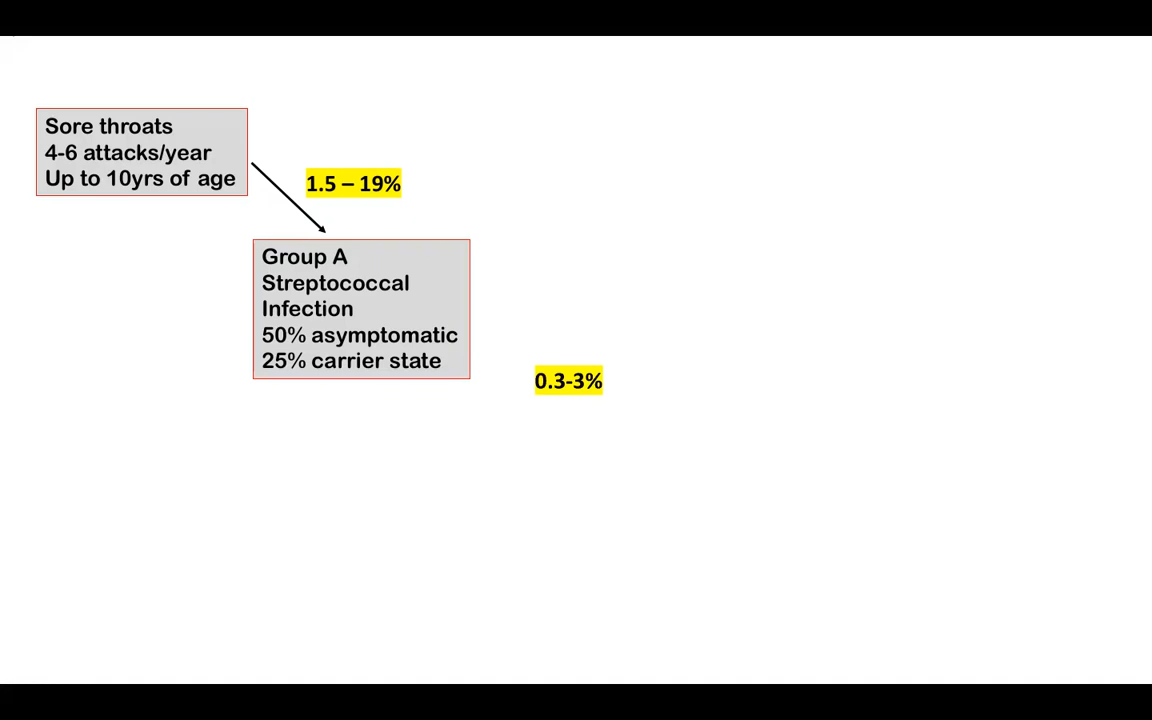 Sore throats
4-6 attacks/year
Up to 10yrs of age
1.5 – 19%
Group A
Streptococcal
Infection
50% asymptomatic
25% carrier state
0.3-3%